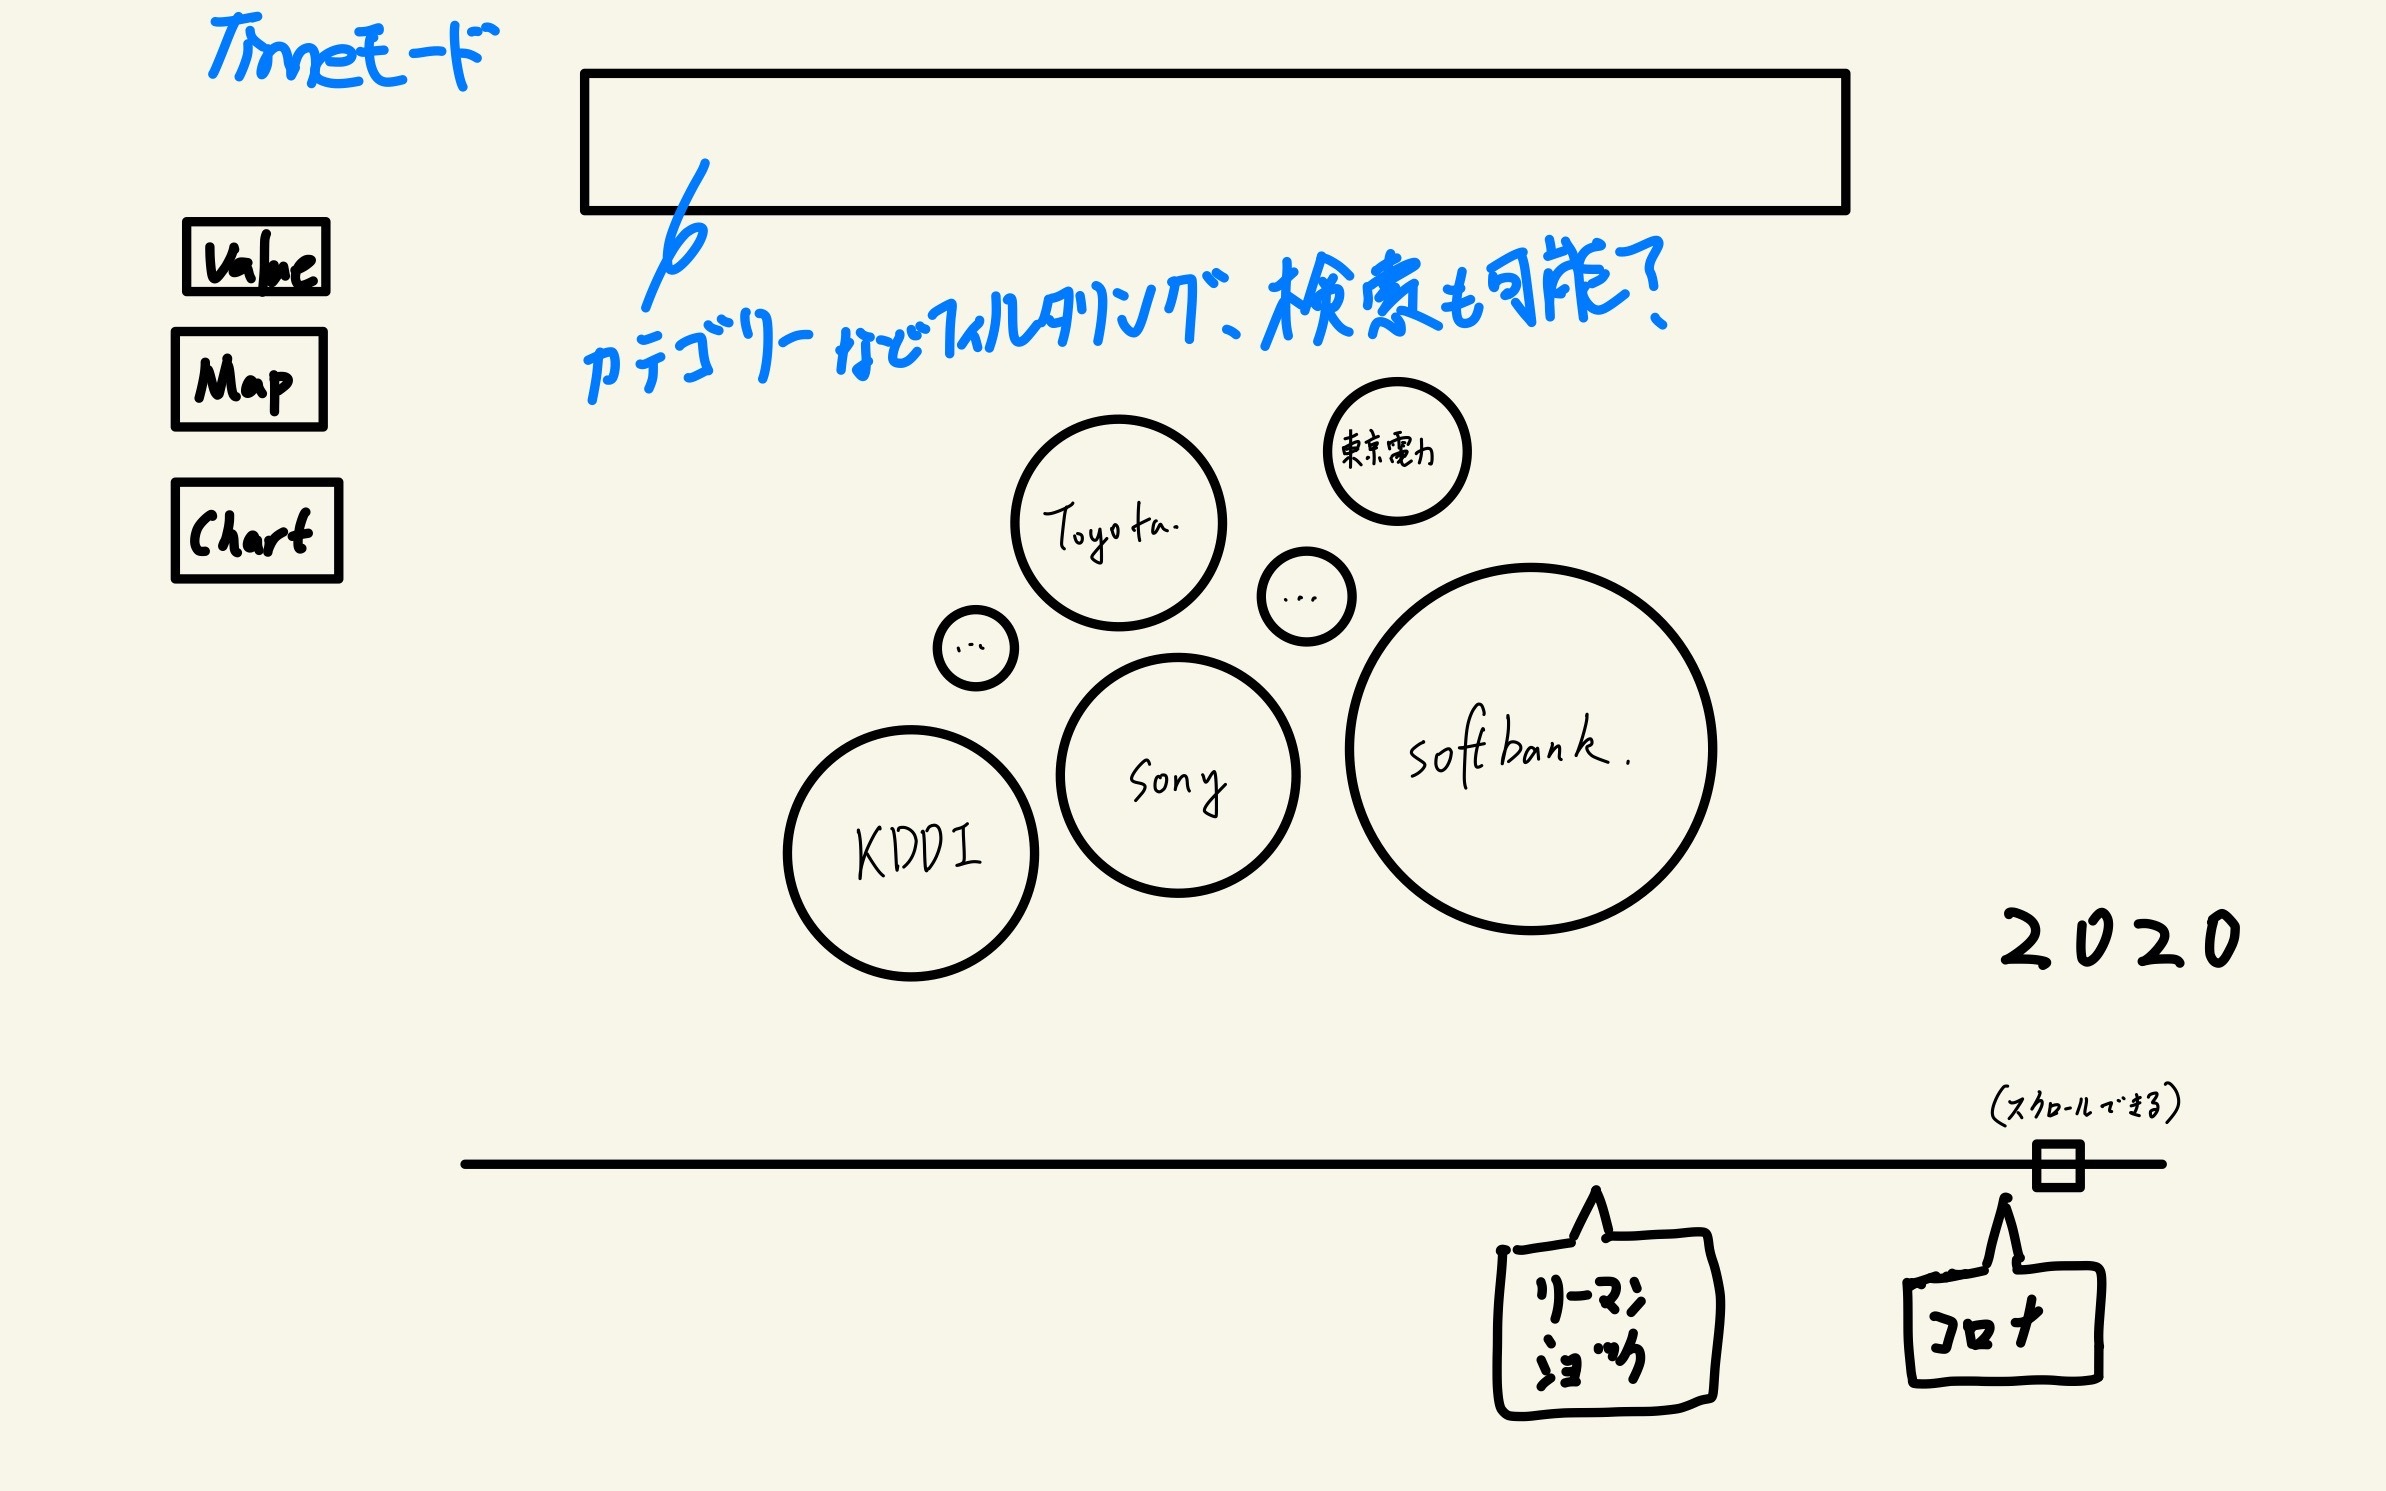 Timeモード
Value
Map
Chart
カテゴリーなどフィルタリング、検索も可能?
東京電力
Toyota.
...
...
Sony
softbank.
KDDI
2020
(スクロールできる)
リーマン
ショック
コロナ